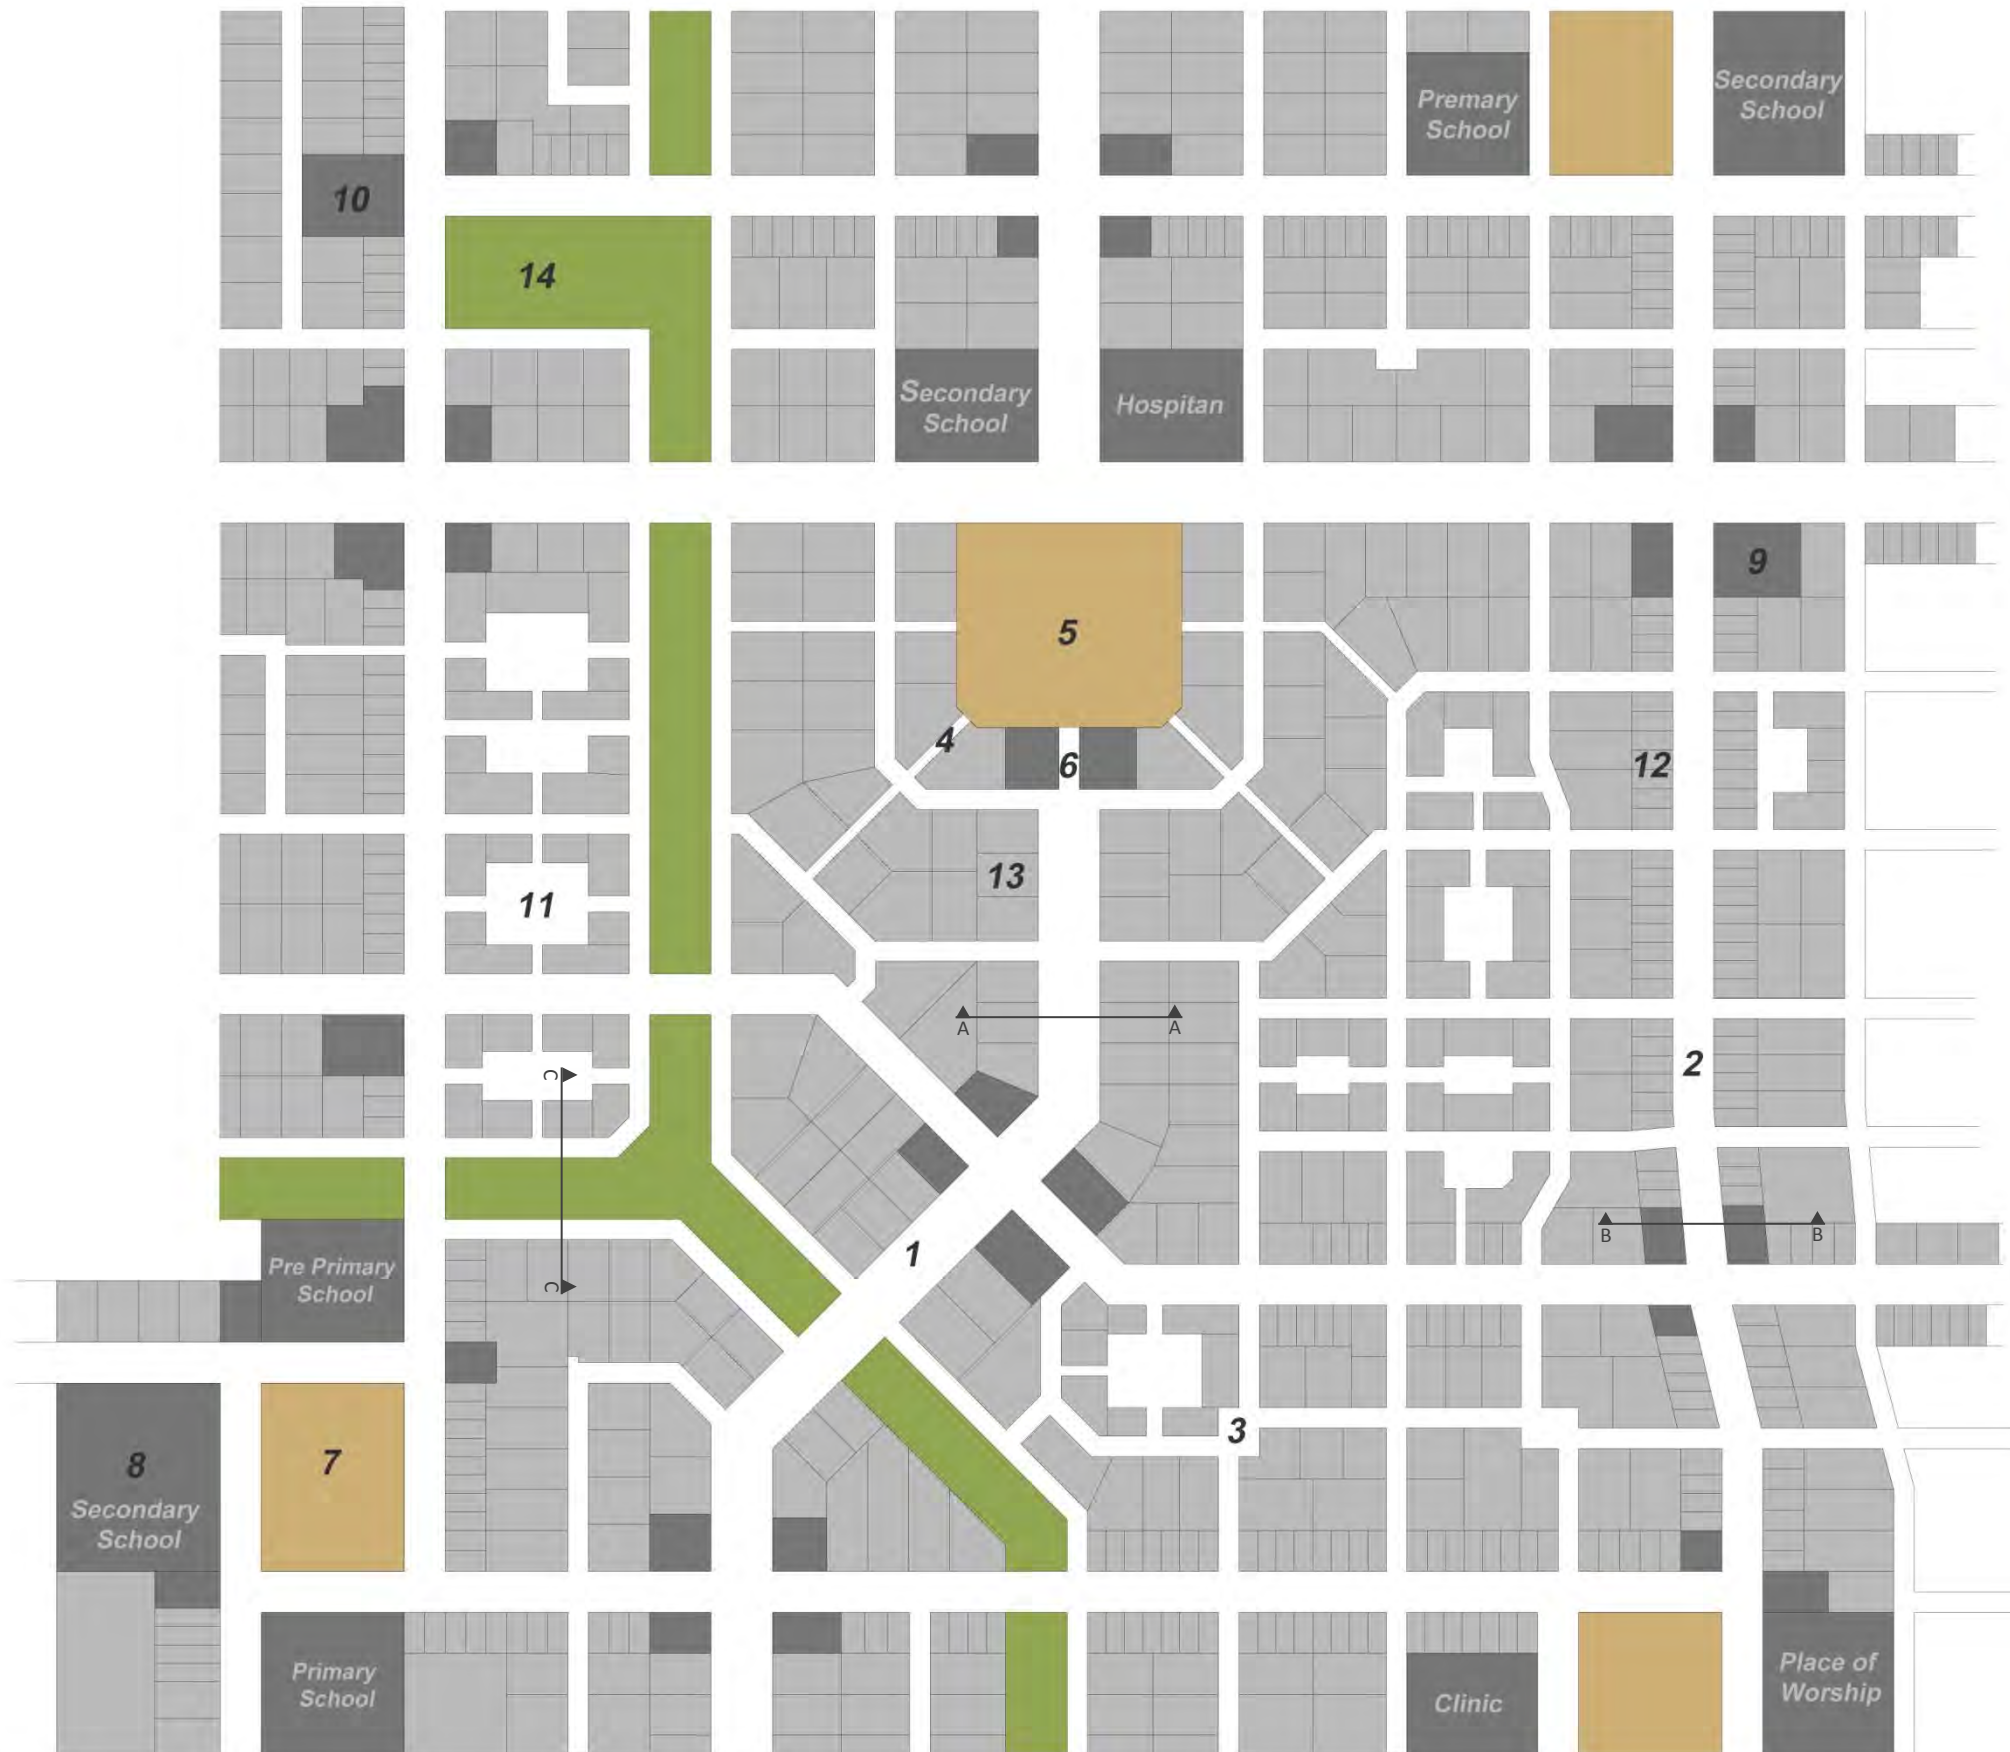 Premary
School
Secondary
School
10
14
Secondary
School
Hospitan
9
5
4
6
12
13
11
A A
2
C
B B
1
Pre Primary
School
C
3
8
Secondary
School
7
Primary
School
Clinic
Place of
Worship